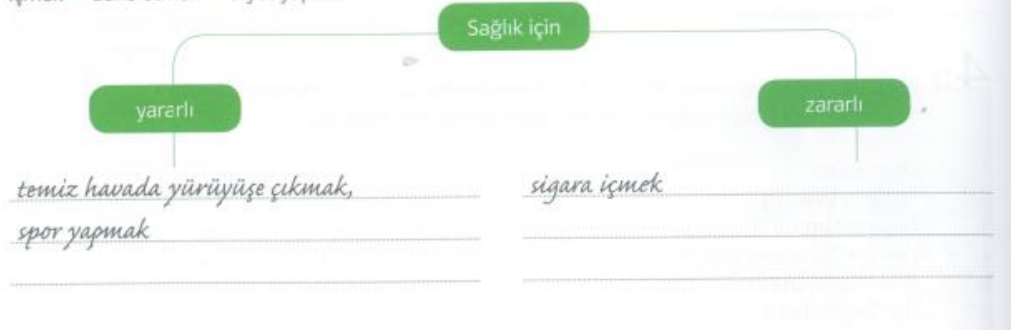 Sağlık için
yararlı
zararlı
temiz havada yürüyüşe çıkmak,
sigara içmek
spor yapmak